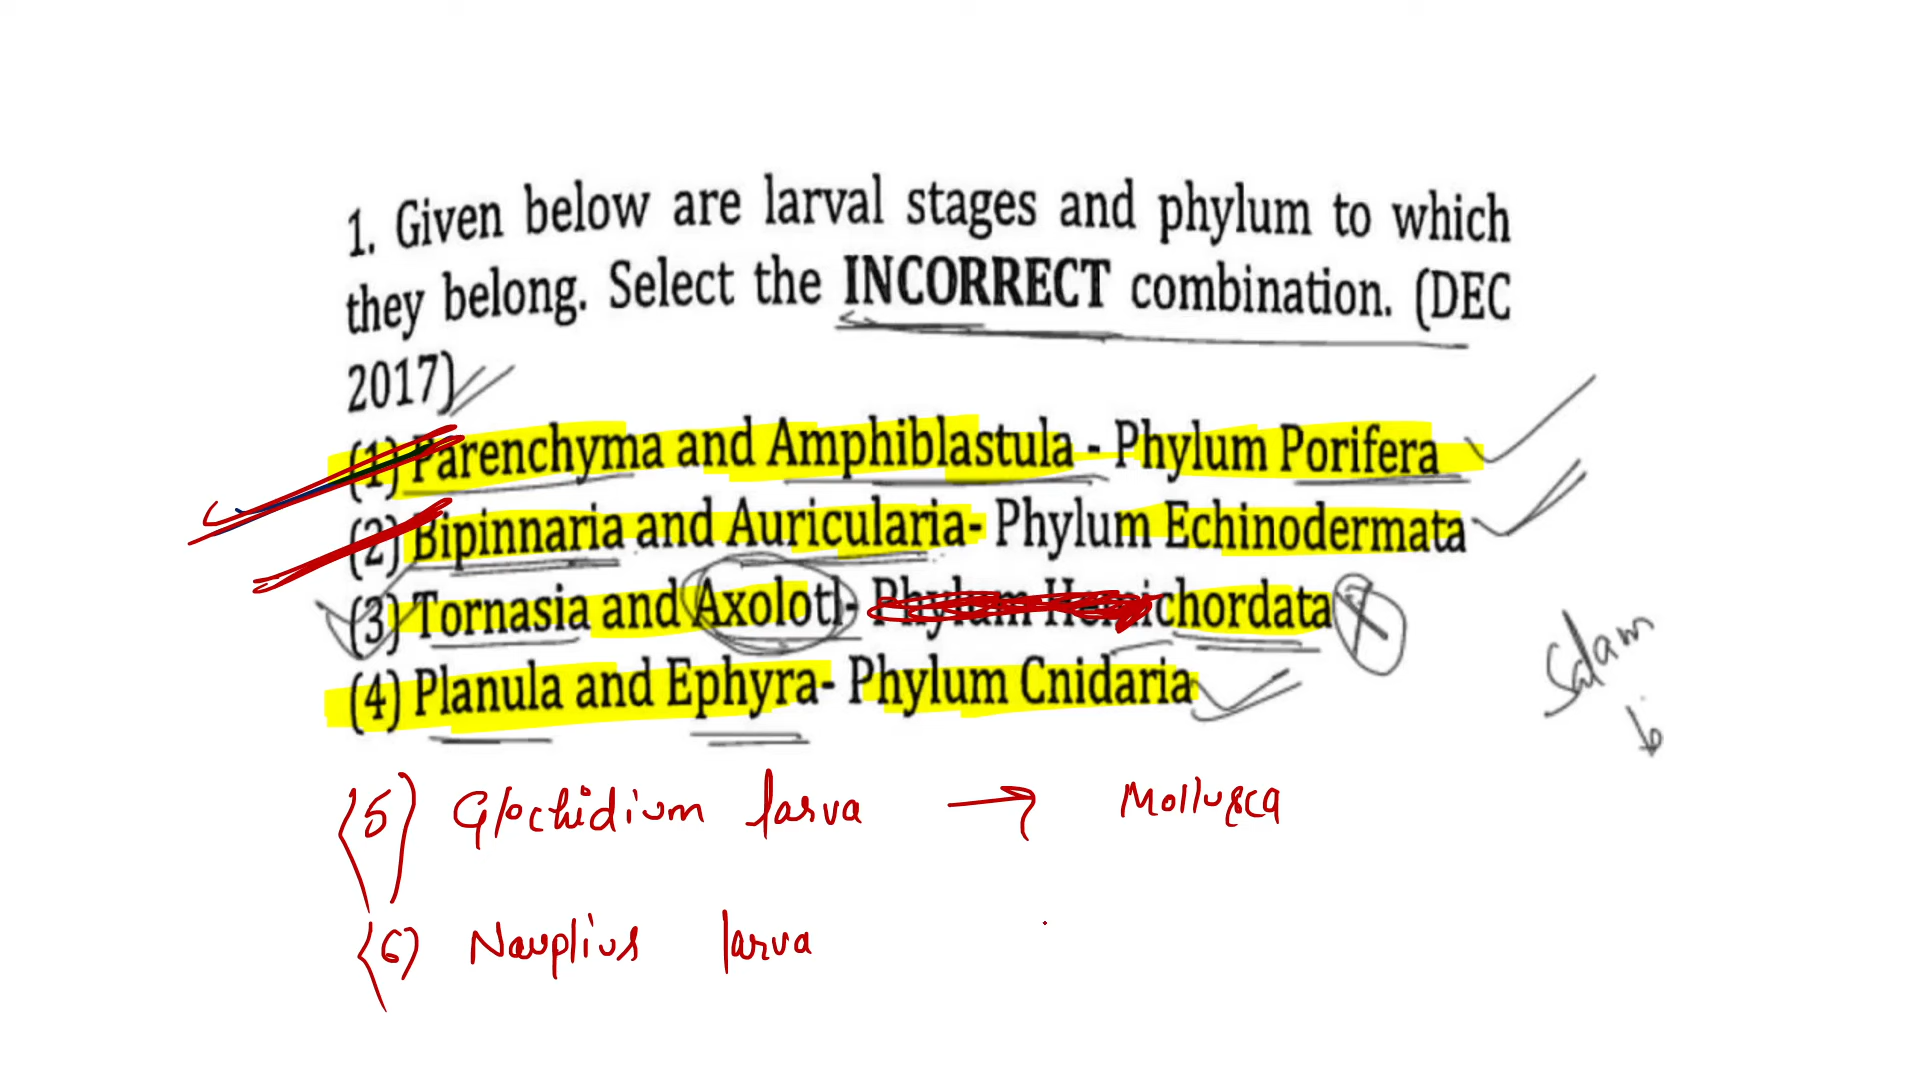 1. Given below are larval stages and phylum to which
they belong. Select the INCORRECT combination. (DEC
2017)
(1) Parenchyma and Amphiblastula - Phylum Porifera
(2) Bipinnaria and Auricularia- Phylum Echinodermata
(3) Tornasia and Axolotl- Phylum Hemichordata
(4) Planula and Ephyra- Phylum Cnidaria
(5) Glochidium larva → Mollusca
(6) Nauplius larva